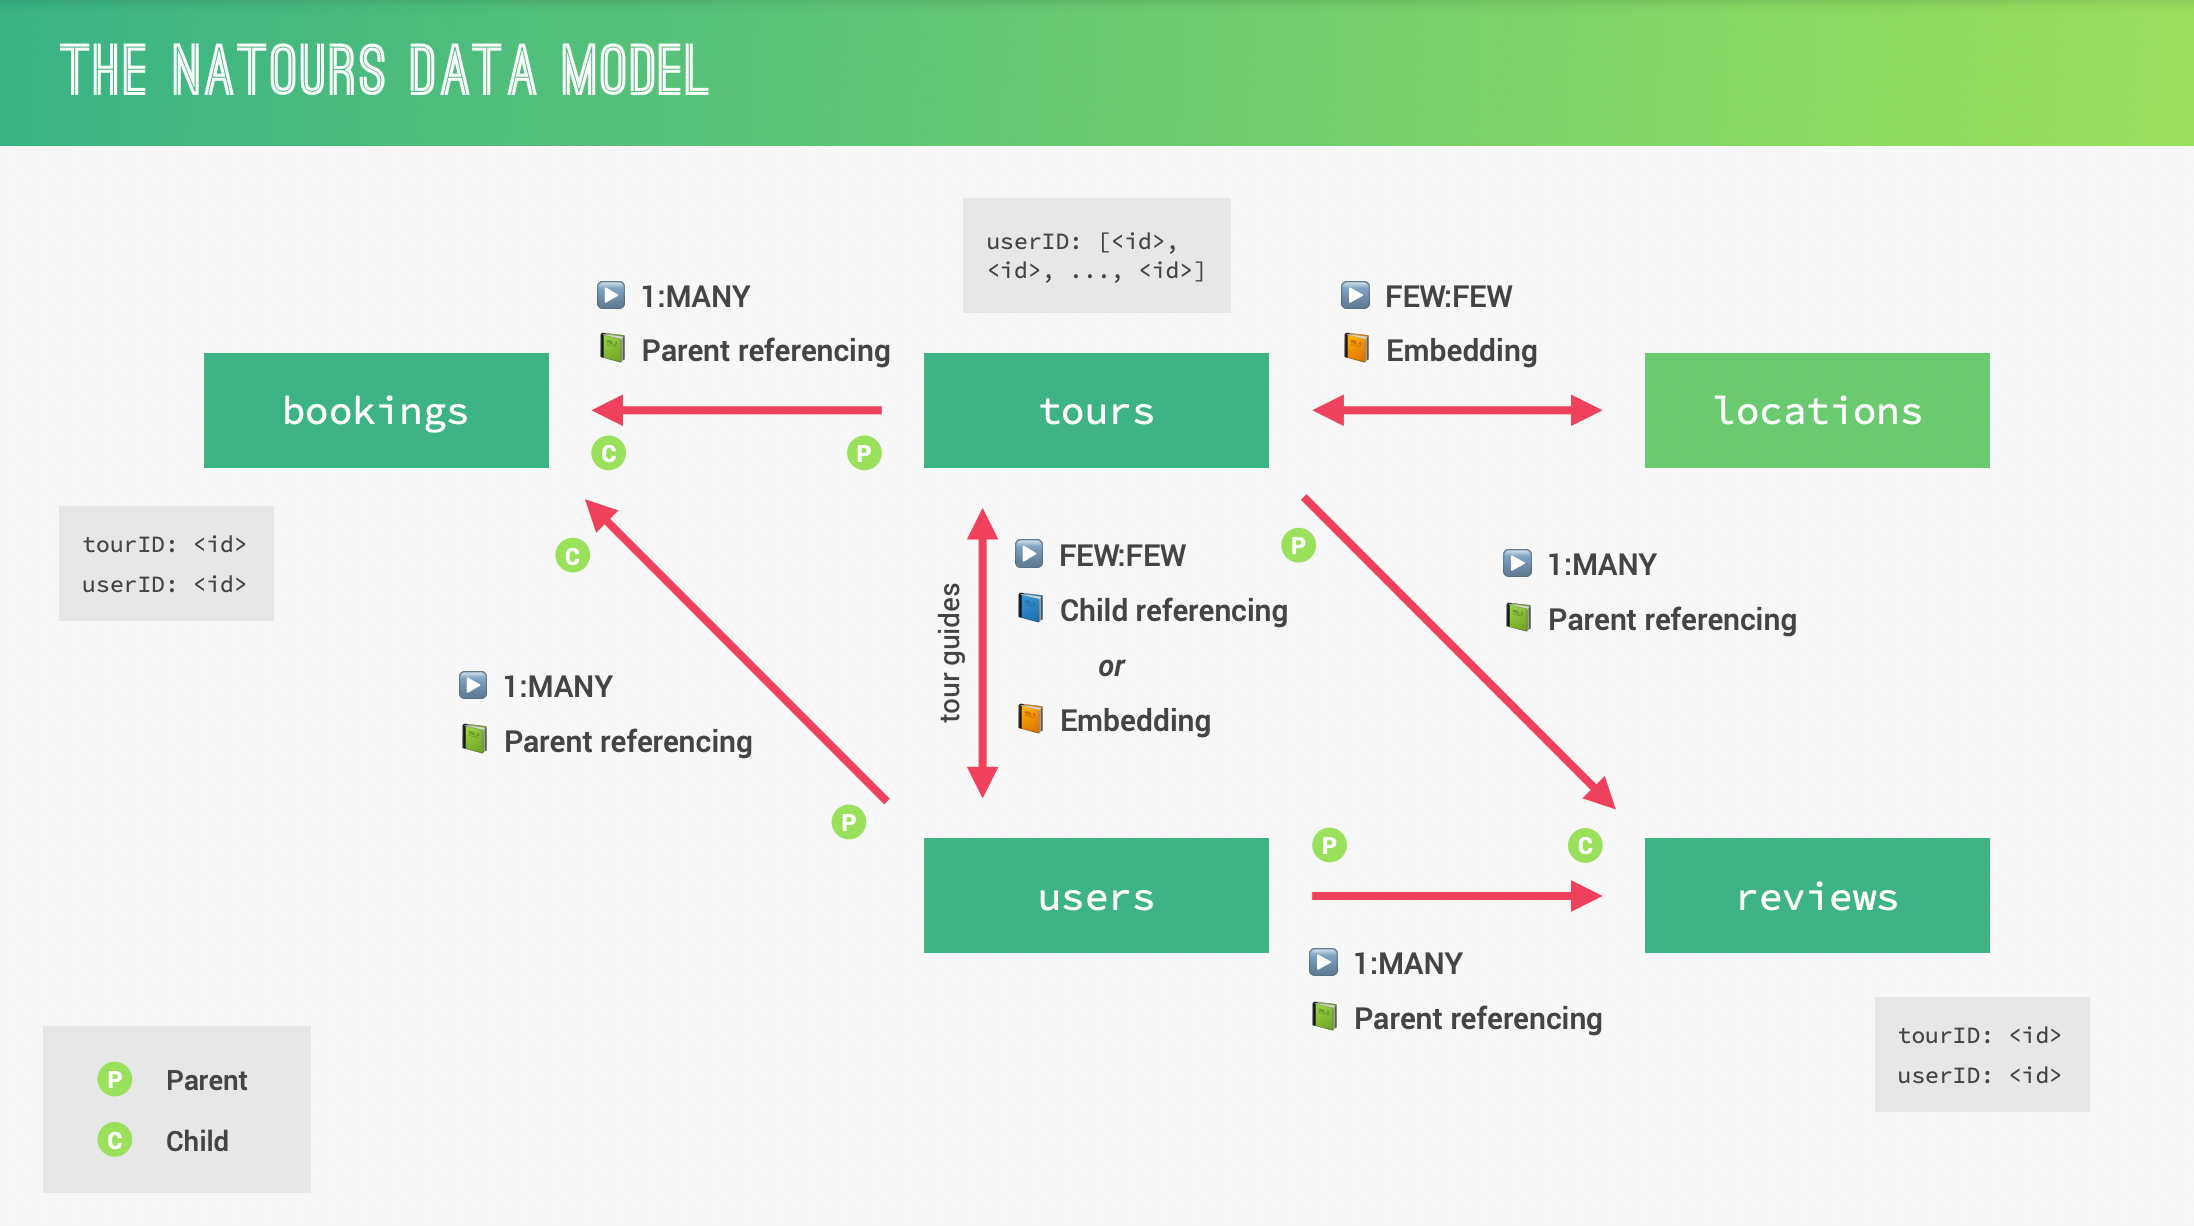 THE NATOURS DATA MODEL
userID: [<id>,
<id>, ..., <id>]
1:MANY
Parent referencing
FEW:FEW
Embedding
bookings
tours
locations
C
P
tourID: <id>
userID: <id>
C
1:MANY
Parent referencing
P
tour guides
FEW:FEW
Child referencing
or
Embedding
P
1:MANY
Parent referencing
users
P
C
reviews
1:MANY
Parent referencing
tourID: <id>
userID: <id>
P Parent
C Child